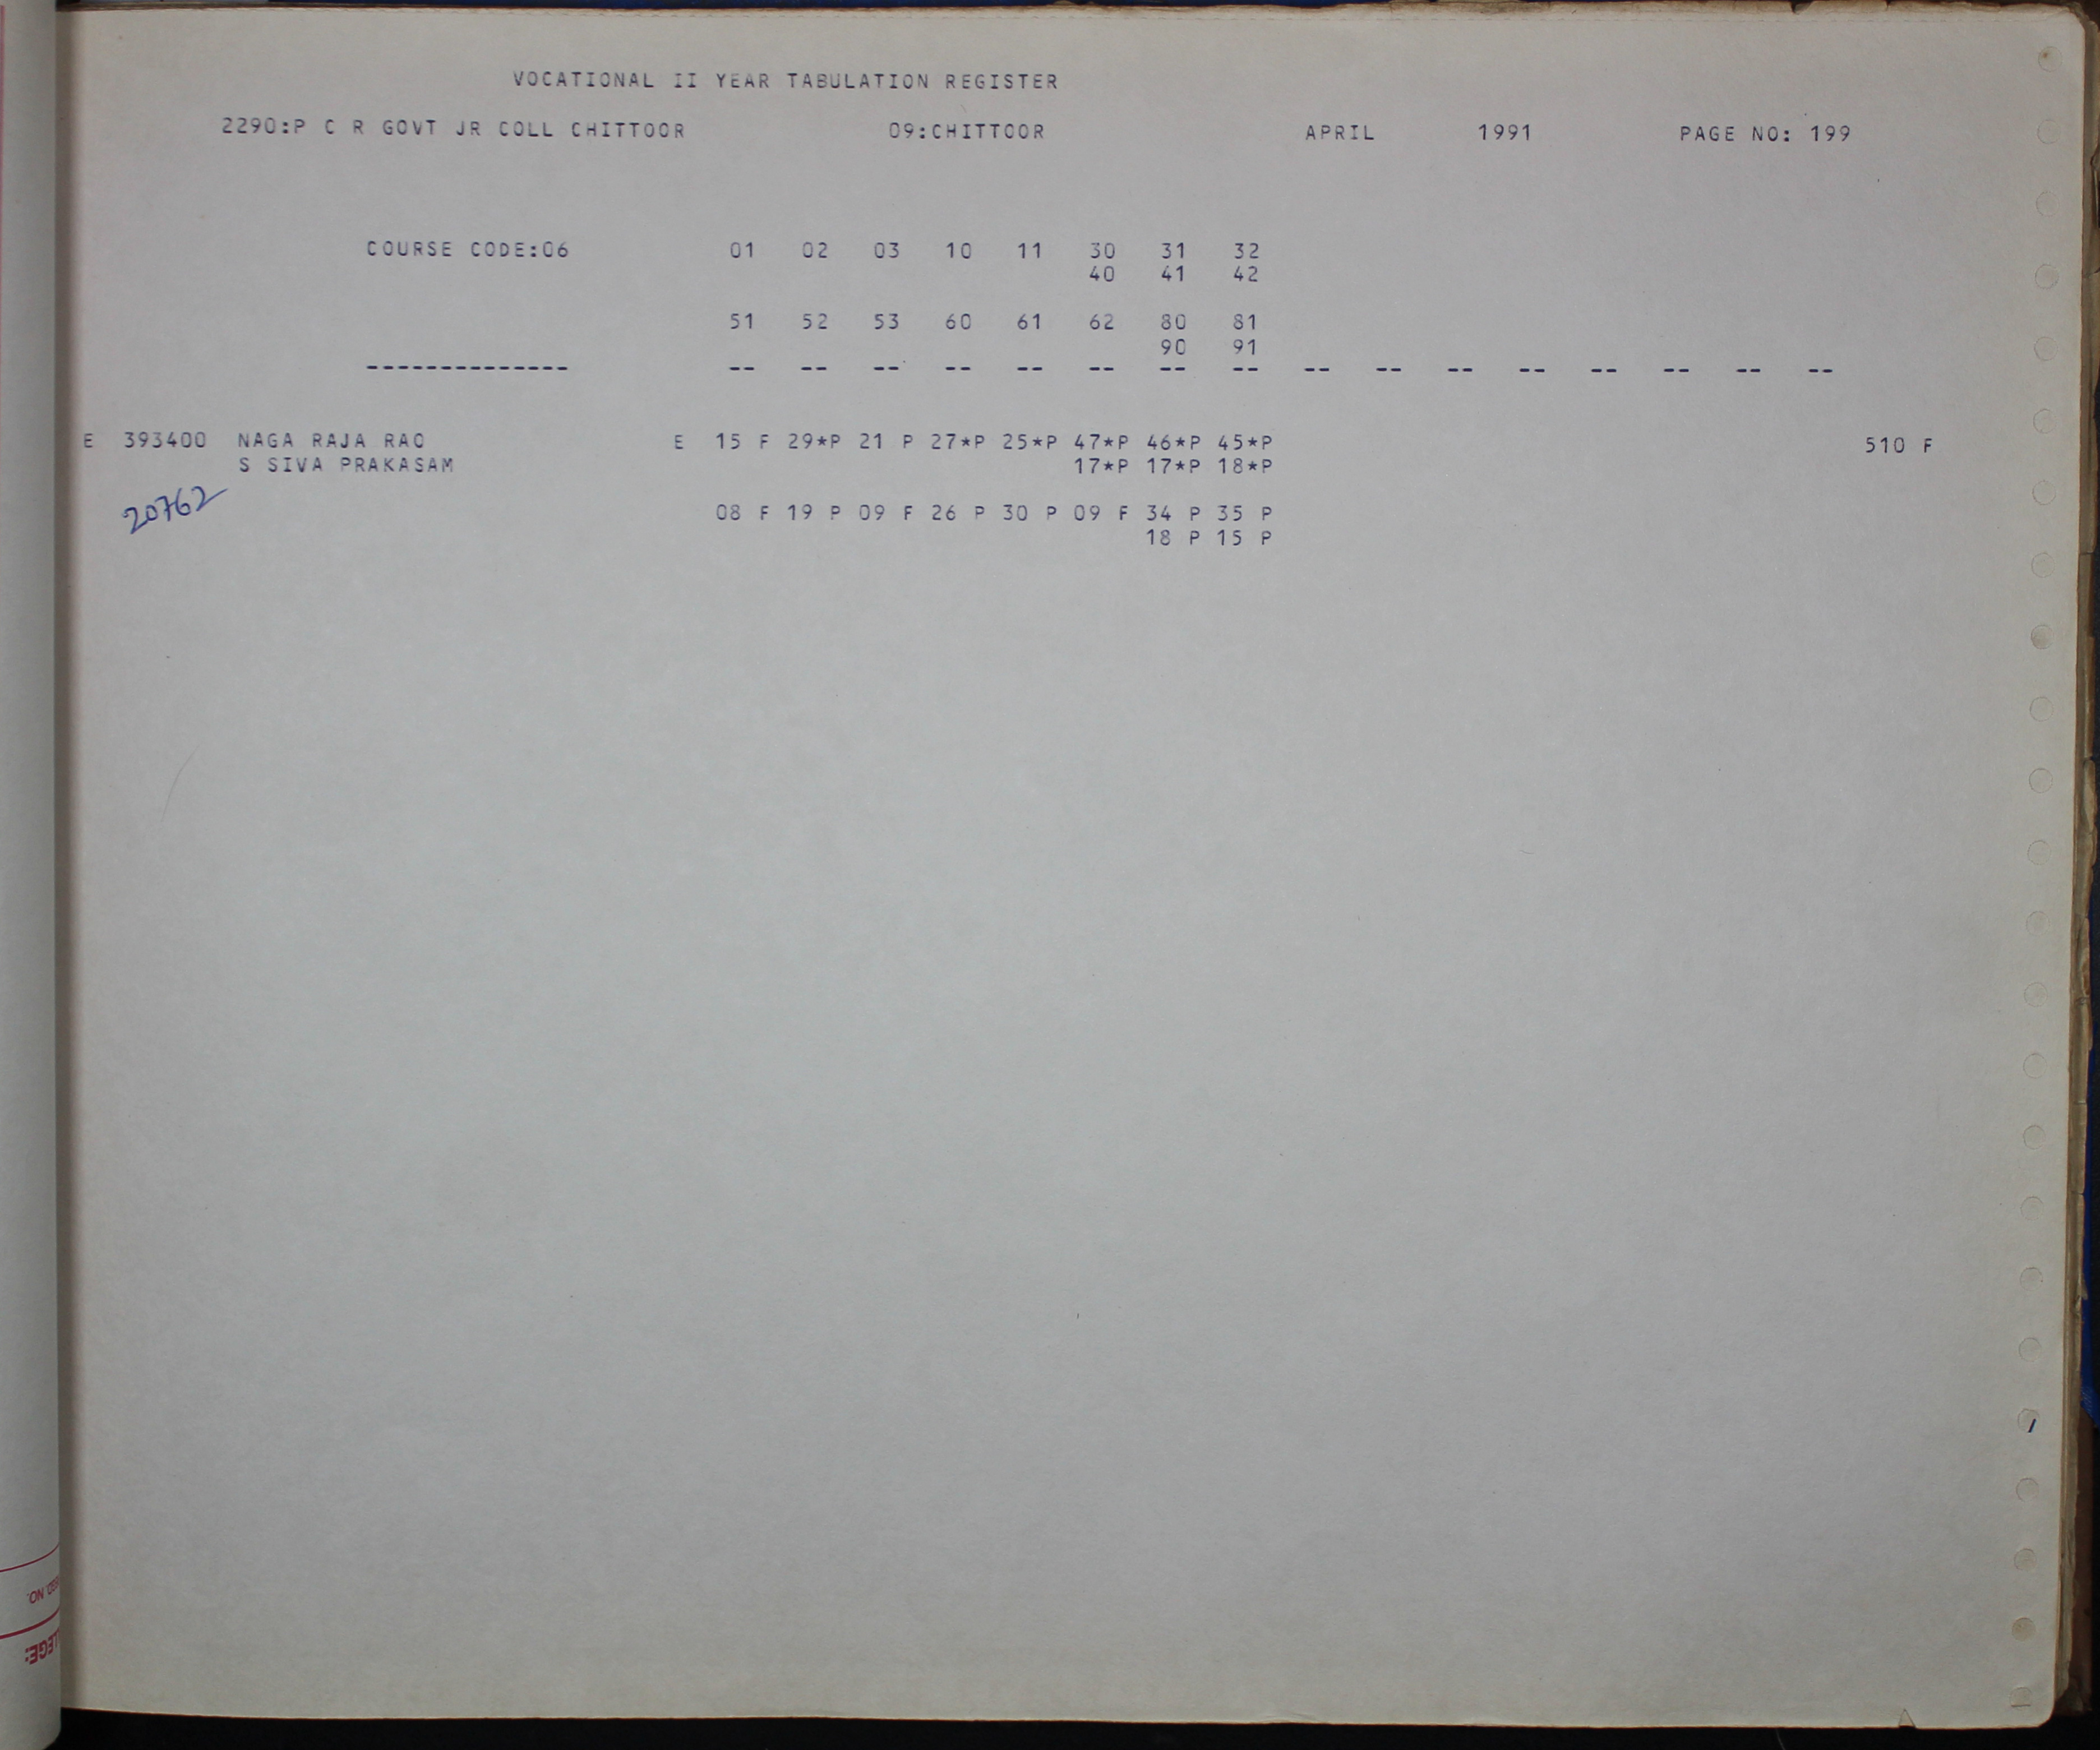 VOCATIONAL II YEAR TABULATION REGISTER
2290:P C R GOVT JR COLL CHITTOOR 09:CHITTOOR APRIL 1991 PAGE NO: 199
COURSE CODE:06 01 02 03 10 11 30 31 32
40 41 42
51 52 53 60 61 62 80 81
90 91
-------------- -- -- -- -- -- -- -- -- -- -- -- -- -- -- -- --
E 393400 NAGA RAJA RAO E 15 F 29*P 21 P 27*P 25*P 47*P 46*P 45*P 510 F
S SIVA PRAKASAM 17*P 17*P 18*P
20762 08 F 19 P 09 F 26 P 30 P 09 F 34 P 35 P
18 P 15 P